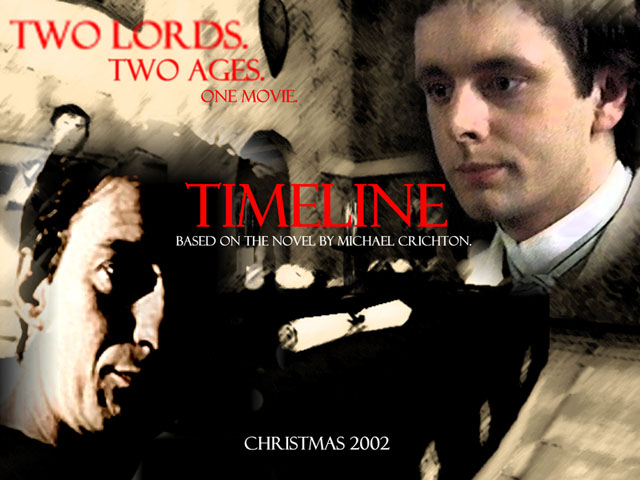 TWO LORDS.
TWO AGES.
ONE MOVIE.
TIMELINE
BASED ON THE NOVEL BY MICHAEL CRICHTON.
CHRISTMAS 2002